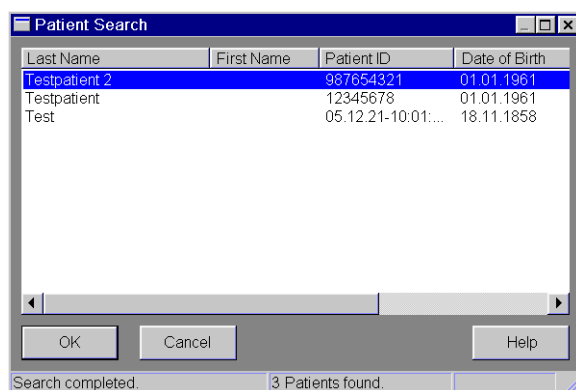 Patient Search
Last Name First Name Patient ID Date of Birth
Testpatient 2 987654321 01.01.1961
Testpatient 12345678 01.01.1961
Test 05.12.21-10:01:... 18.11.1858
OK Cancel Help
Search completed. 3 Patients found.